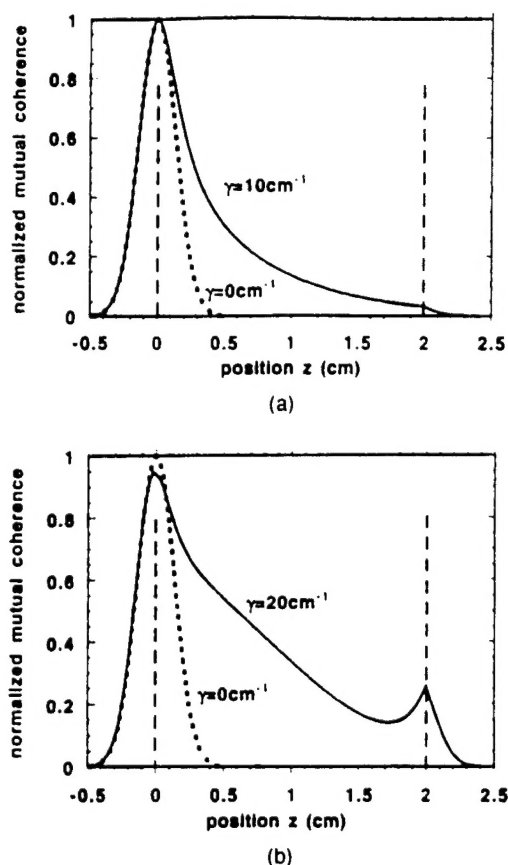 normalized mutual coherence
1
0.8
0.6
0.4
0.2
0
γ=10cm⁻¹
γ=0cm⁻¹
-0.5 0 0.5 1 1.5 2 2.5
position z (cm)
(a)
normalized mutual coherence
1
0.8
0.6
0.4
0.2
0
γ=20cm⁻¹
γ=0cm⁻¹
-0.5 0 0.5 1 1.5 2 2.5
position z (cm)
(b)